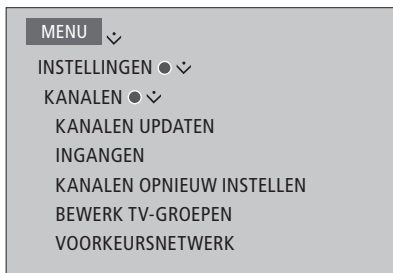 MENU
INSTELLINGEN
KANALEN
KANALEN UPDATEN
INGANGEN
KANALEN OPNIEUW INSTELLEN
BEWERK TV-GROEPEN
VOORKEURSNETWERK